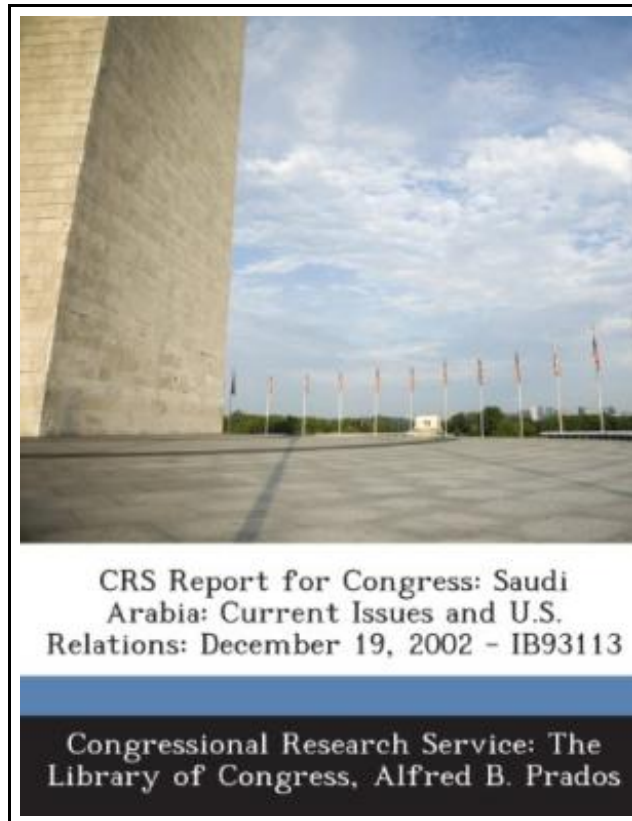 CRS Report for Congress: Saudi
Arabia: Current Issues and U.S.
Relations: December 19, 2002 - IB93113
Congressional Research Service: The
Library of Congress, Alfred B. Prados